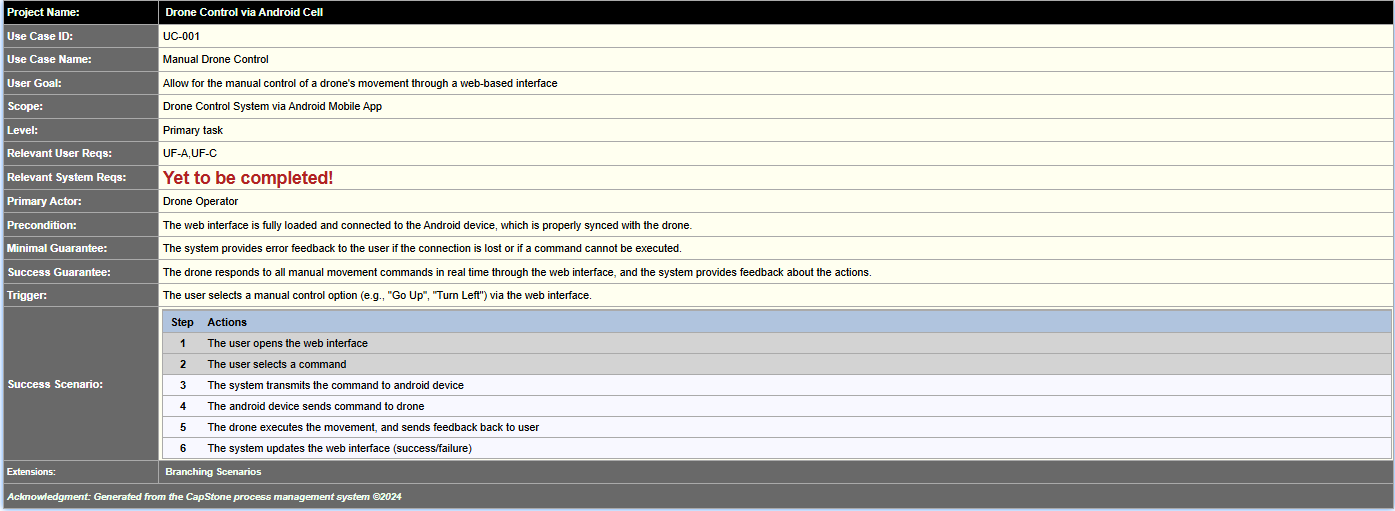 Project Name: Drone Control via Android Cell
Use Case ID: UC-001
Use Case Name: Manual Drone Control
User Goal: Allow for the manual control of a drone's movement through a web-based interface
Scope: Drone Control System via Android Mobile App
Level: Primary task
Relevant User Reqs: UF-A,UF-C
Relevant System Reqs: Yet to be completed!
Primary Actor: Drone Operator
Precondition: The web interface is fully loaded and connected to the Android device, which is properly synced with the drone.
Minimal Guarantee: The system provides error feedback to the user if the connection is lost or if a command cannot be executed.
Success Guarantee: The drone responds to all manual movement commands in real time through the web interface, and the system provides feedback about the actions.
Trigger: The user selects a manual control option (e.g., "Go Up", "Turn Left") via the web interface.
Success Scenario:
Step Actions
1 The user opens the web interface
2 The user selects a command
3 The system transmits the command to android device
4 The android device sends command to drone
5 The drone executes the movement, and sends feedback back to user
6 The system updates the web interface (success/failure)
Extensions: Branching Scenarios
Acknowledgment: Generated from the CapStone process management system ©2024